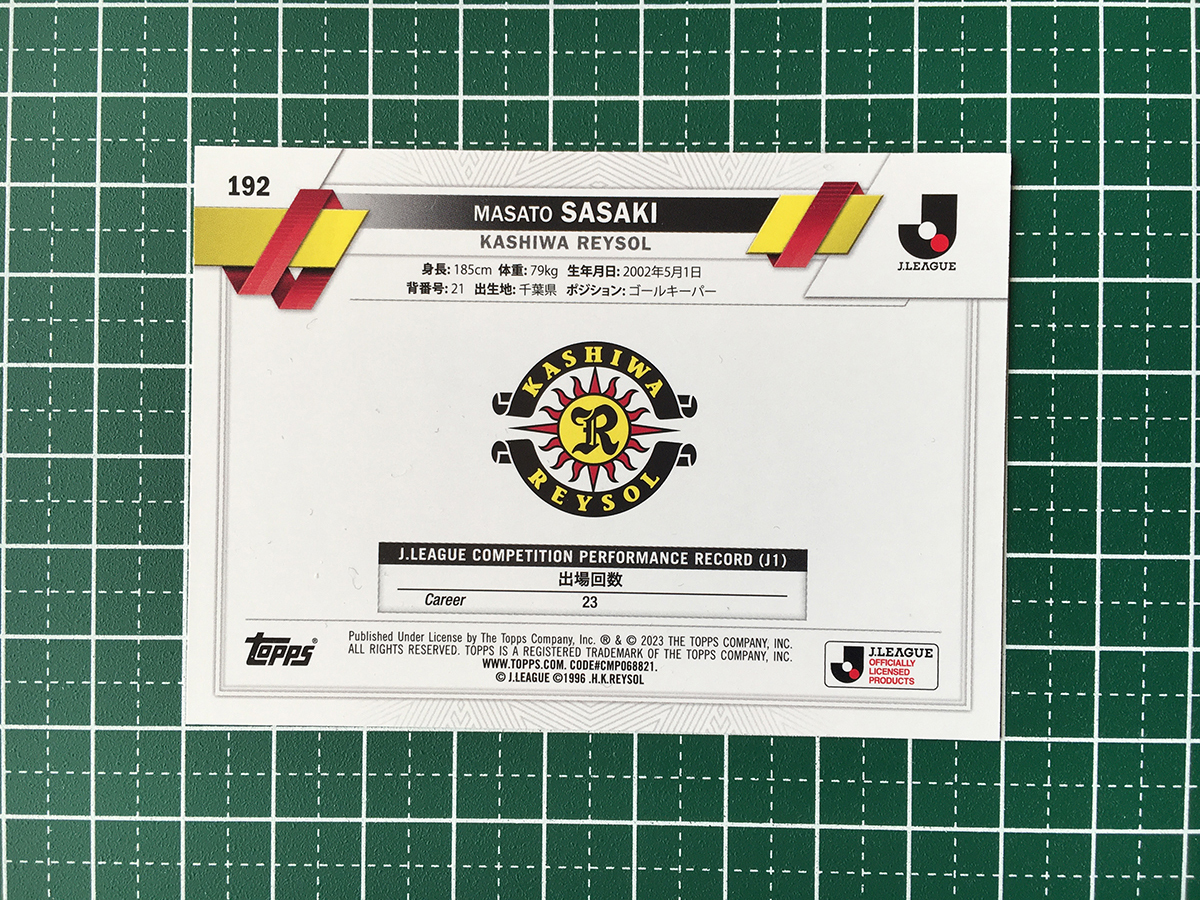 192
MASATO SASAKI
KASHIWA REYSOL
J.LEAGUE
身長: 185cm 体重: 79kg 生年月日: 2002年5月1日
背番号: 21 出生地: 千葉県 ポジション: ゴールキーパー
KASHIWA
R
REYSOL
J.LEAGUE COMPETITION PERFORMANCE RECORD (J1)
出場回数
Career 23
Topps®
Published Under License by The Topps Company, Inc. ® & © 2023 THE TOPPS COMPANY, INC.
ALL RIGHTS RESERVED. TOPPS IS A REGISTERED TRADEMARK OF THE TOPPS COMPANY, INC.
WWW.TOPPS.COM. CODE#CMP068821.
© J.LEAGUE ©1996 .H.K.REYSOL
J.LEAGUE
OFFICIALLY
LICENSED
PRODUCTS